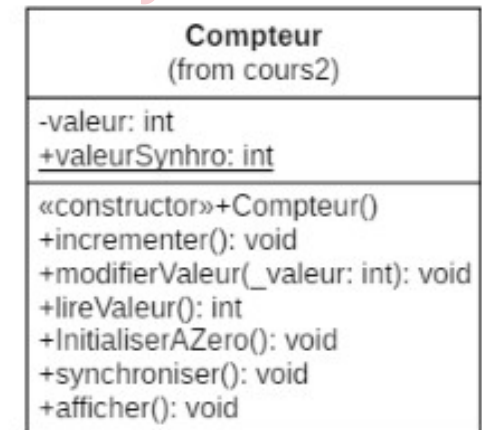 Compteur
(from cours2)
-valeur: int
+valeurSynhro: int
«constructor»+Compteur()
+incrementer(): void
+modifierValeur(_valeur: int): void
+lireValeur(): int
+InitialiserAZero(): void
+synchroniser(): void
+afficher(): void